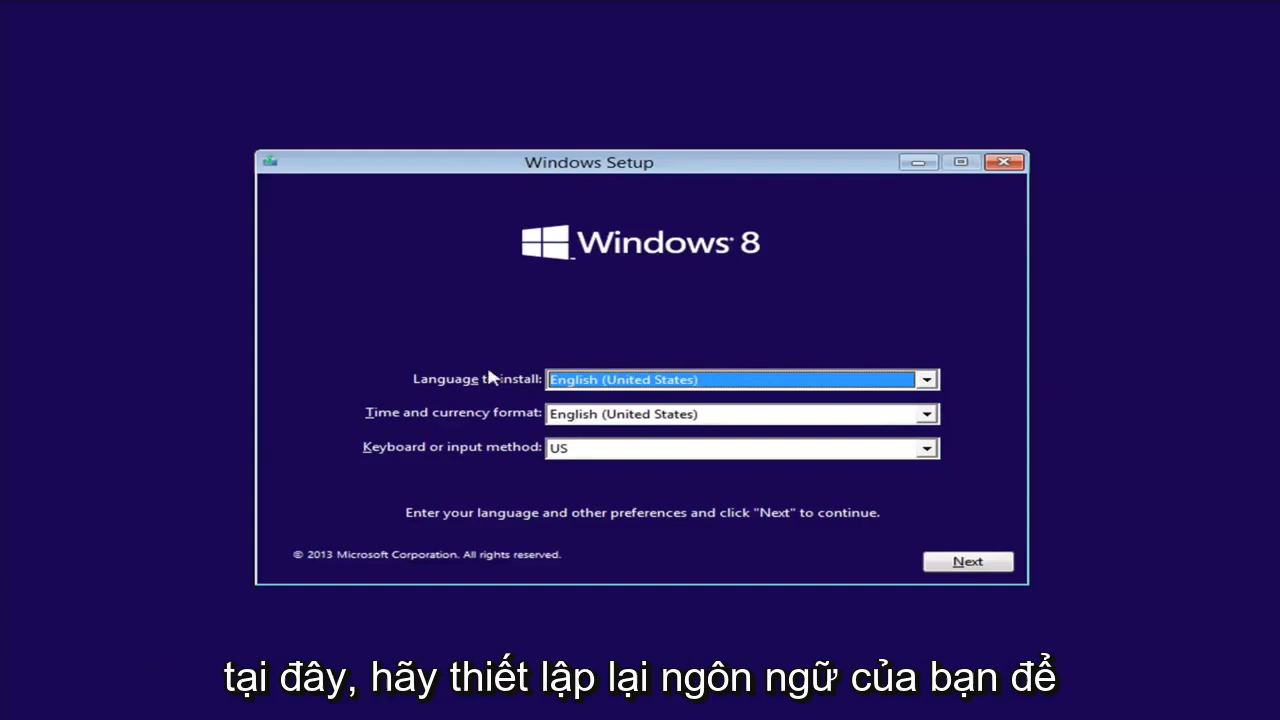 Windows Setup
Windows 8
Language to install: English (United States)
Time and currency format: English (United States)
Keyboard or input method: US
Enter your language and other preferences and click "Next" to continue.
© 2013 Microsoft Corporation. All rights reserved.
Next
tại đây, hãy thiết lập lại ngôn ngữ của bạn để